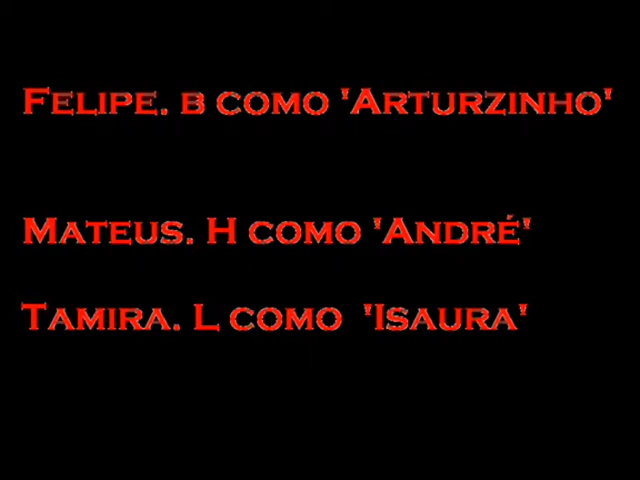 Felipe. B como 'Arturzinho'
Mateus. H como 'André'
Tamira. L como 'Isaura'